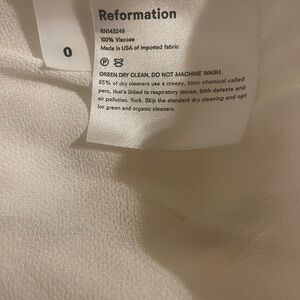 Reformation
RN143248
100% Viscose
Made in USA of imported fabric
0
GREEN DRY CLEAN, DO NOT MACHINE WASH.
85% of dry cleaners use a creepy, toxic chemical called
perc, that's linked to respiratory issues, birth defects and
air pollution. Yuck. Skip the standard dry cleaning and opt
for green and organic cleaners.